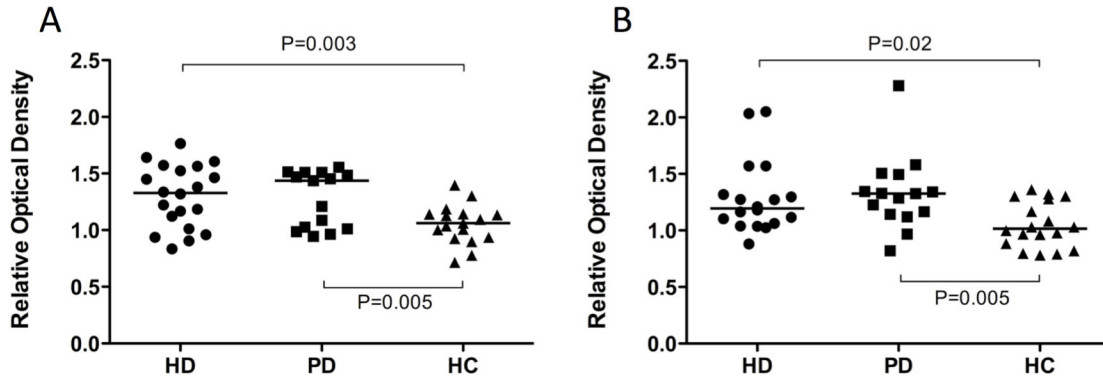 A
P=0.003
Relative Optical Density
2.5
2.0
1.5
1.0
0.5
0.0
P=0.005
HD PD HC
B
P=0.02
Relative Optical Density
2.5
2.0
1.5
1.0
0.5
0.0
P=0.005
HD PD HC